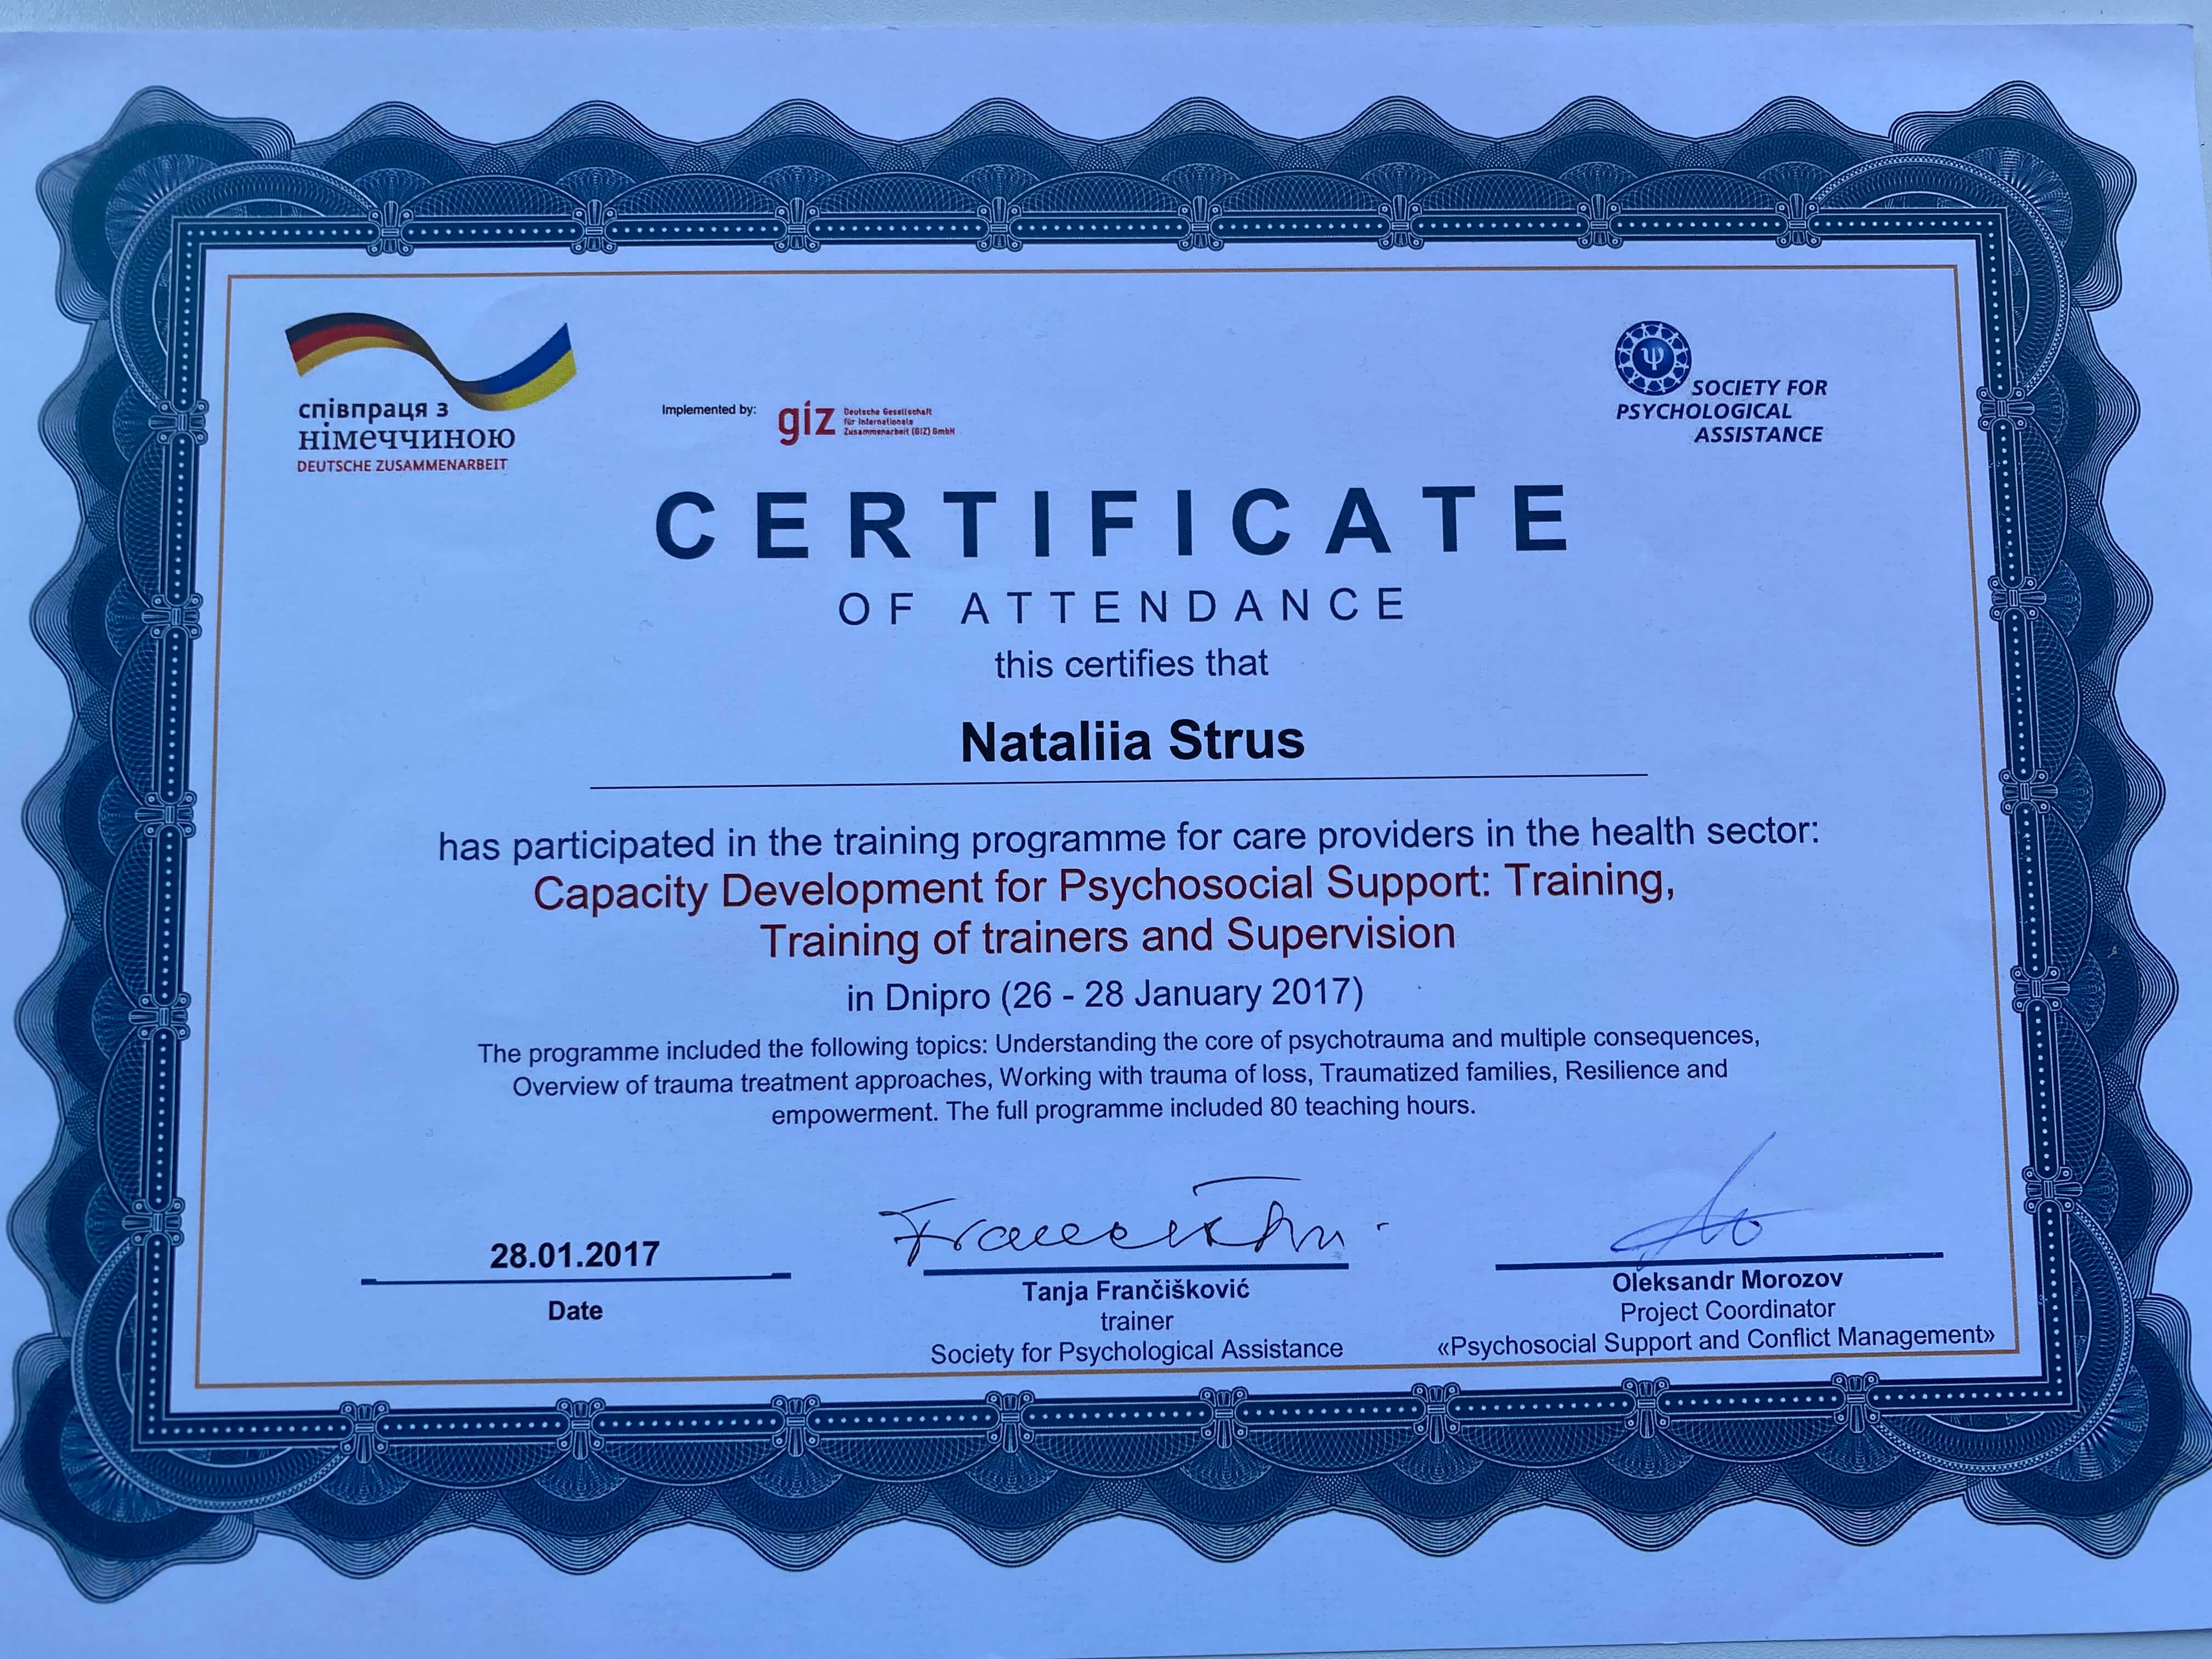 співпраця з
німеччиною
DEUTSCHE ZUSAMMENARBEIT
Implemented by:
giz
Deutsche Gesellschaft
für Internationale
Zusammenarbeit (GIZ) GmbH
Ψ
SOCIETY FOR
PSYCHOLOGICAL
ASSISTANCE
CERTIFICATE
OF ATTENDANCE
this certifies that
Nataliia Strus
has participated in the training programme for care providers in the health sector:
Capacity Development for Psychosocial Support: Training,
Training of trainers and Supervision
in Dnipro (26 - 28 January 2017)
The programme included the following topics: Understanding the core of psychotrauma and multiple consequences,
Overview of trauma treatment approaches, Working with trauma of loss, Traumatized families, Resilience and
empowerment. The full programme included 80 teaching hours.
28.01.2017
Date
Tanja Frančišković
trainer
Society for Psychological Assistance
Oleksandr Morozov
Project Coordinator
«Psychosocial Support and Conflict Management»